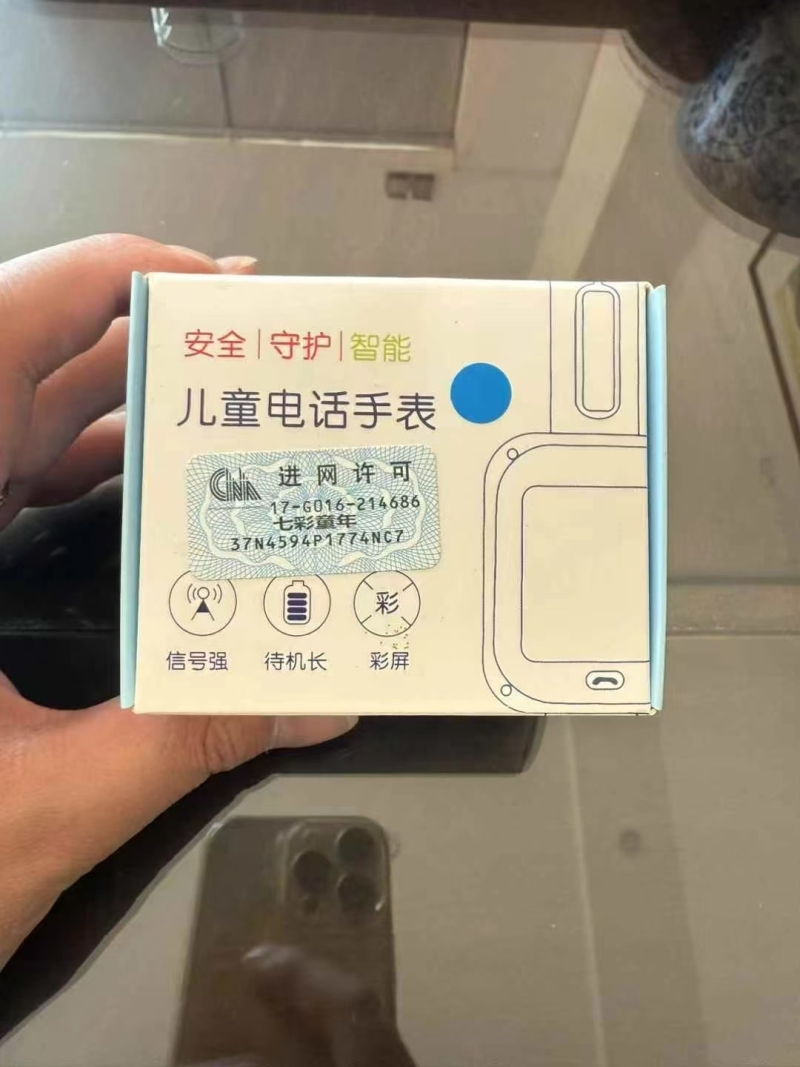 安全|守护|智能
儿童电话手表
CNA 进网许可
17-G016-214686
七彩童年
37N4594P1774NC7
彩
信号强 待机长 彩屏